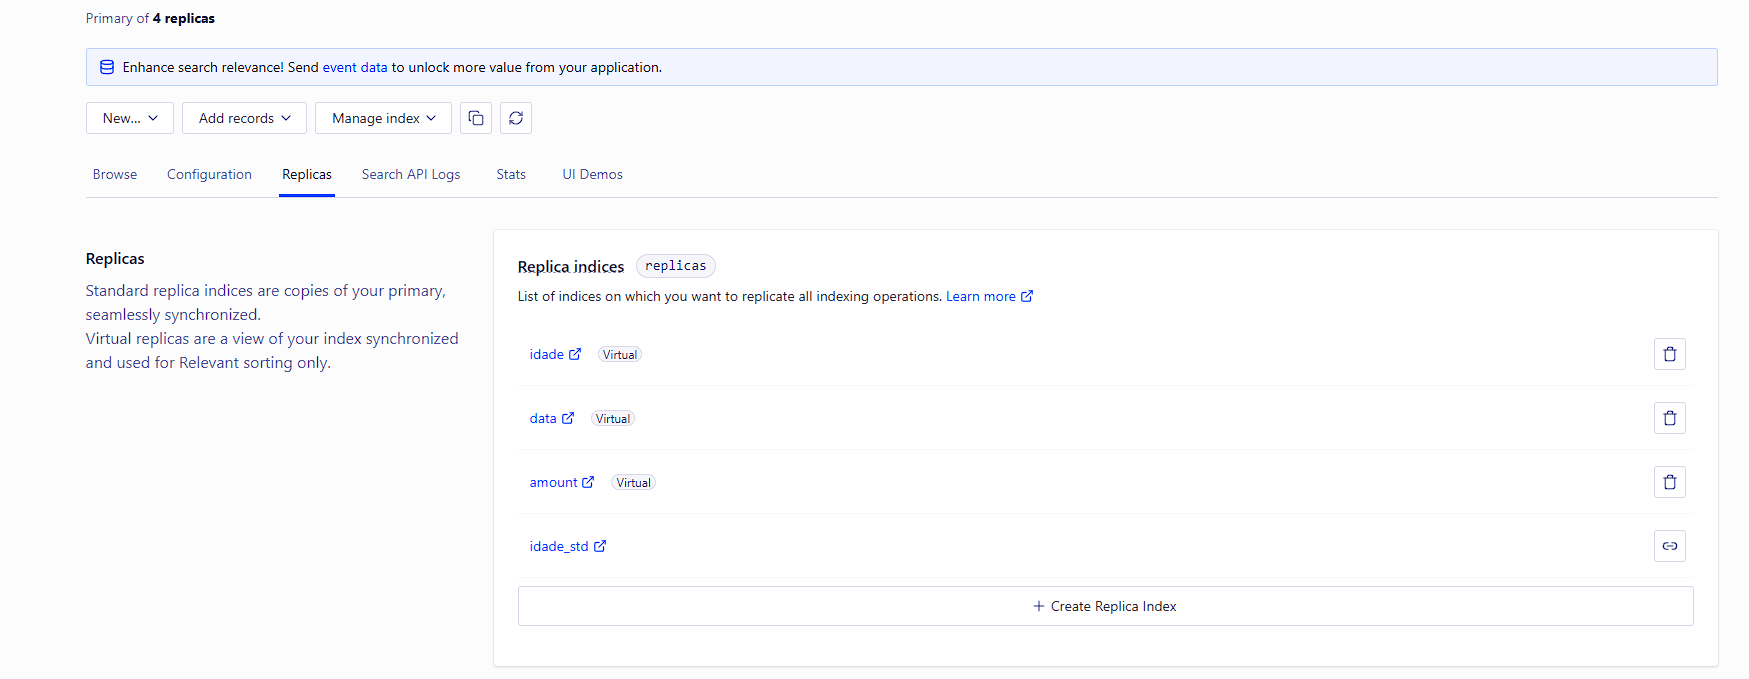 Primary of 4 replicas
Enhance search relevance! Send event data to unlock more value from your application.
New... Add records Manage index
Browse Configuration Replicas Search API Logs Stats UI Demos
Replicas
Standard replica indices are copies of your primary,
seamlessly synchronized.
Virtual replicas are a view of your index synchronized
and used for Relevant sorting only.
Replica indices replicas
List of indices on which you want to replicate all indexing operations. Learn more
idade Virtual
data Virtual
amount Virtual
idade_std
+ Create Replica Index